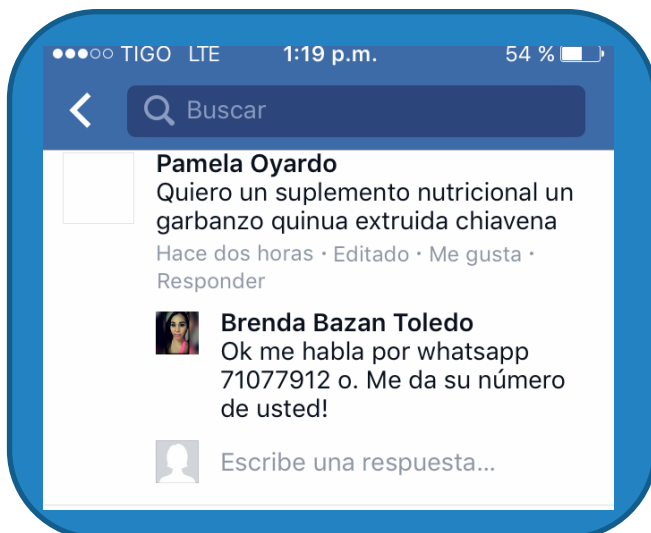 TIGO LTE 1:19 p.m. 54 %
Buscar
Pamela Oyardo
Quiero un suplemento nutricional un
garbanzo quinua extruida chiavena
Hace dos horas · Editado · Me gusta ·
Responder
Brenda Bazan Toledo
Ok me habla por whatsapp
71077912 o. Me da su número
de usted!
Escribe una respuesta...